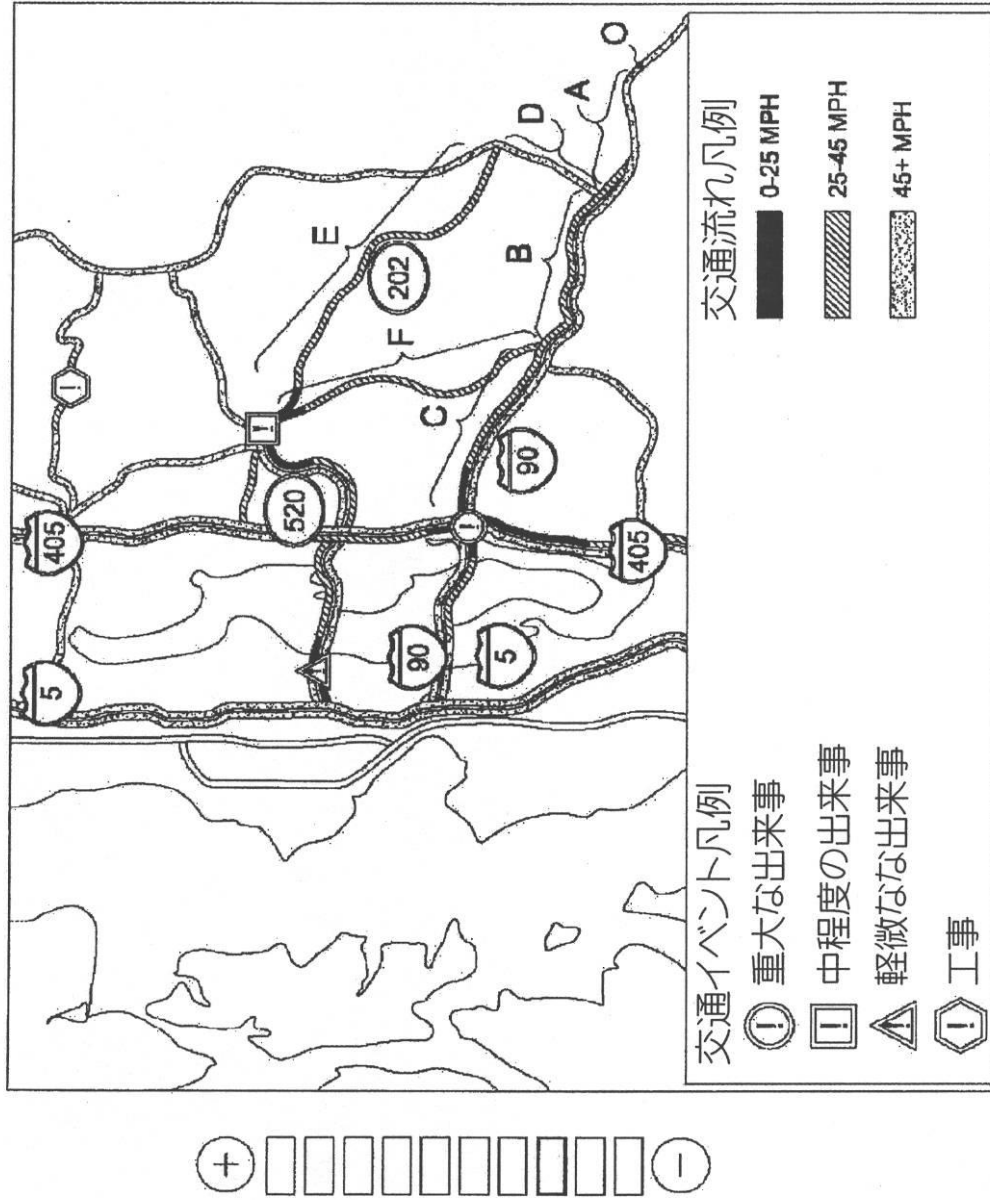 +
−
5
405
520
E
202
F
90
C
5
90
B
D
A
O
405
交通イベント凡例
! 重大な出来事
! 中程度の出来事
! 軽微なな出来事
! 工事
交通流れ凡例
0-25 MPH
25-45 MPH
45+ MPH